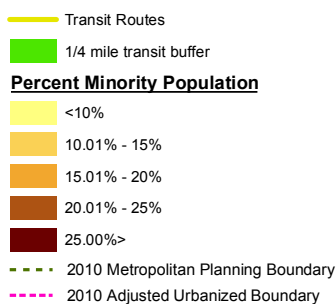 Transit Routes
1/4 mile transit buffer
Percent Minority Population
<10%
10.01% - 15%
15.01% - 20%
20.01% - 25%
25.00%>
2010 Metropolitan Planning Boundary
2010 Adjusted Urbanized Boundary